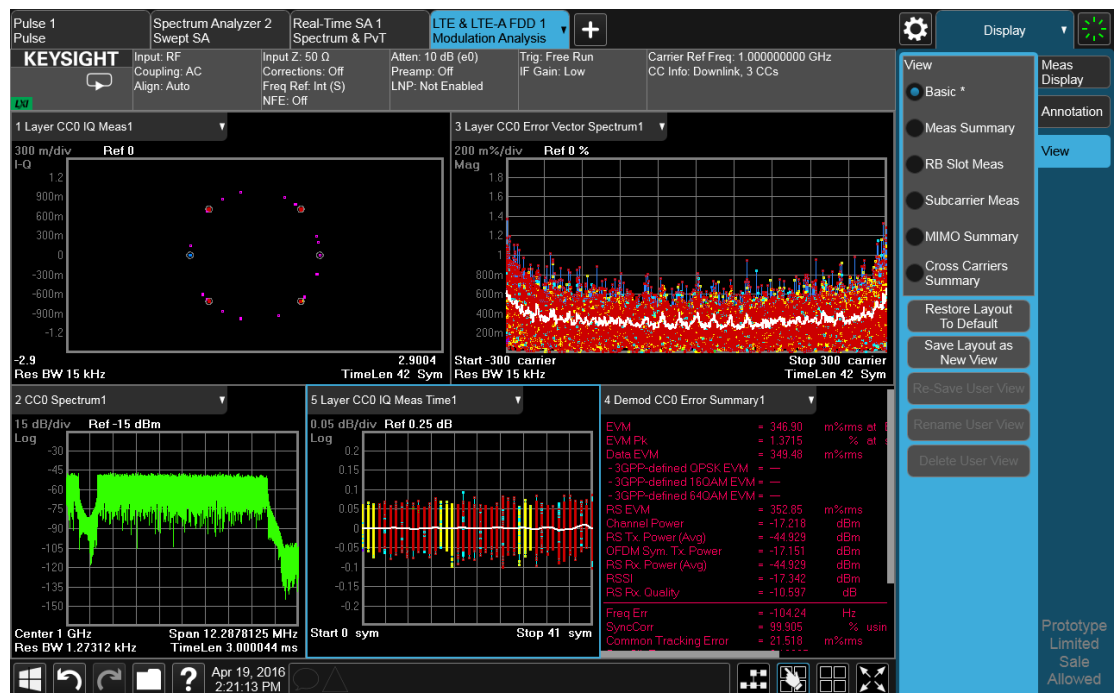 Pulse 1
Pulse
Spectrum Analyzer 2
Swept SA
Real-Time SA 1
Spectrum & PvT
LTE & LTE-A FDD 1
Modulation Analysis
Display
KEYSIGHT
LXI
Input: RF
Coupling: AC
Align: Auto
Input Z: 50 Ω
Corrections: Off
Freq Ref: Int (S)
NFE: Off
Atten: 10 dB (e0)
Preamp: Off
LNP: Not Enabled
Trig: Free Run
IF Gain: Low
Carrier Ref Freq: 1.000000000 GHz
CC Info: Downlink, 3 CCs
1 Layer CC0 IQ Meas1
300 m/div Ref 0
I-Q
1.2
900m
600m
300m
0
-300m
-600m
-900m
-1.2
-2.9 2.9004
Res BW 15 kHz TimeLen 42 Sym
3 Layer CC0 Error Vector Spectrum1
200 m%/div Ref 0 %
Mag
1.8
1.6
1.4
1.2
1
800m
600m
400m
200m
Start -300 carrier Stop 300 carrier
Res BW 15 kHz TimeLen 42 Sym
2 CC0 Spectrum1
15 dB/div Ref -15 dBm
Log
-30
-45
-60
-75
-90
-105
-120
-135
-150
Center 1 GHz Span 12.2878125 MHz
Res BW 1.27312 kHz TimeLen 3.000044 ms
5 Layer CC0 IQ Meas Time1
0.05 dB/div Ref 0.25 dB
Log
0.2
0.15
0.1
0.05
0
-0.05
-0.1
-0.15
-0.2
Start 0 sym Stop 41 sym
4 Demod CC0 Error Summary1
EVM = 346.90 m%rms at
EVM Pk = 1.3715 % at
Data EVM = 349.48 m%rms
- 3GPP-defined QPSK EVM = ---
- 3GPP-defined 16QAM EVM = ---
- 3GPP-defined 64QAM EVM = ---
RS EVM = 352.85 m%rms
Channel Power = -17.218 dBm
RS Tx. Power (Avg) = -44.929 dBm
OFDM Sym. Tx. Power = -17.151 dBm
RS Rx. Power (Avg) = -44.929 dBm
RSSI = -17.342 dBm
RS Rx. Quality = -10.597 dB
Freq Err = -104.24 Hz
SyncCorr = 99.905 % usin
Common Tracking Error = 21.518 m%rms
View
Basic *
Meas Summary
RB Slot Meas
Subcarrier Meas
MIMO Summary
Cross Carriers
Summary
Restore Layout
To Default
Save Layout as
New View
Re-Save User View
Rename User View
Delete User View
Meas
Display
Annotation
View
Prototype
Limited
Sale
Allowed
?
Apr 19, 2016
2:21:13 PM